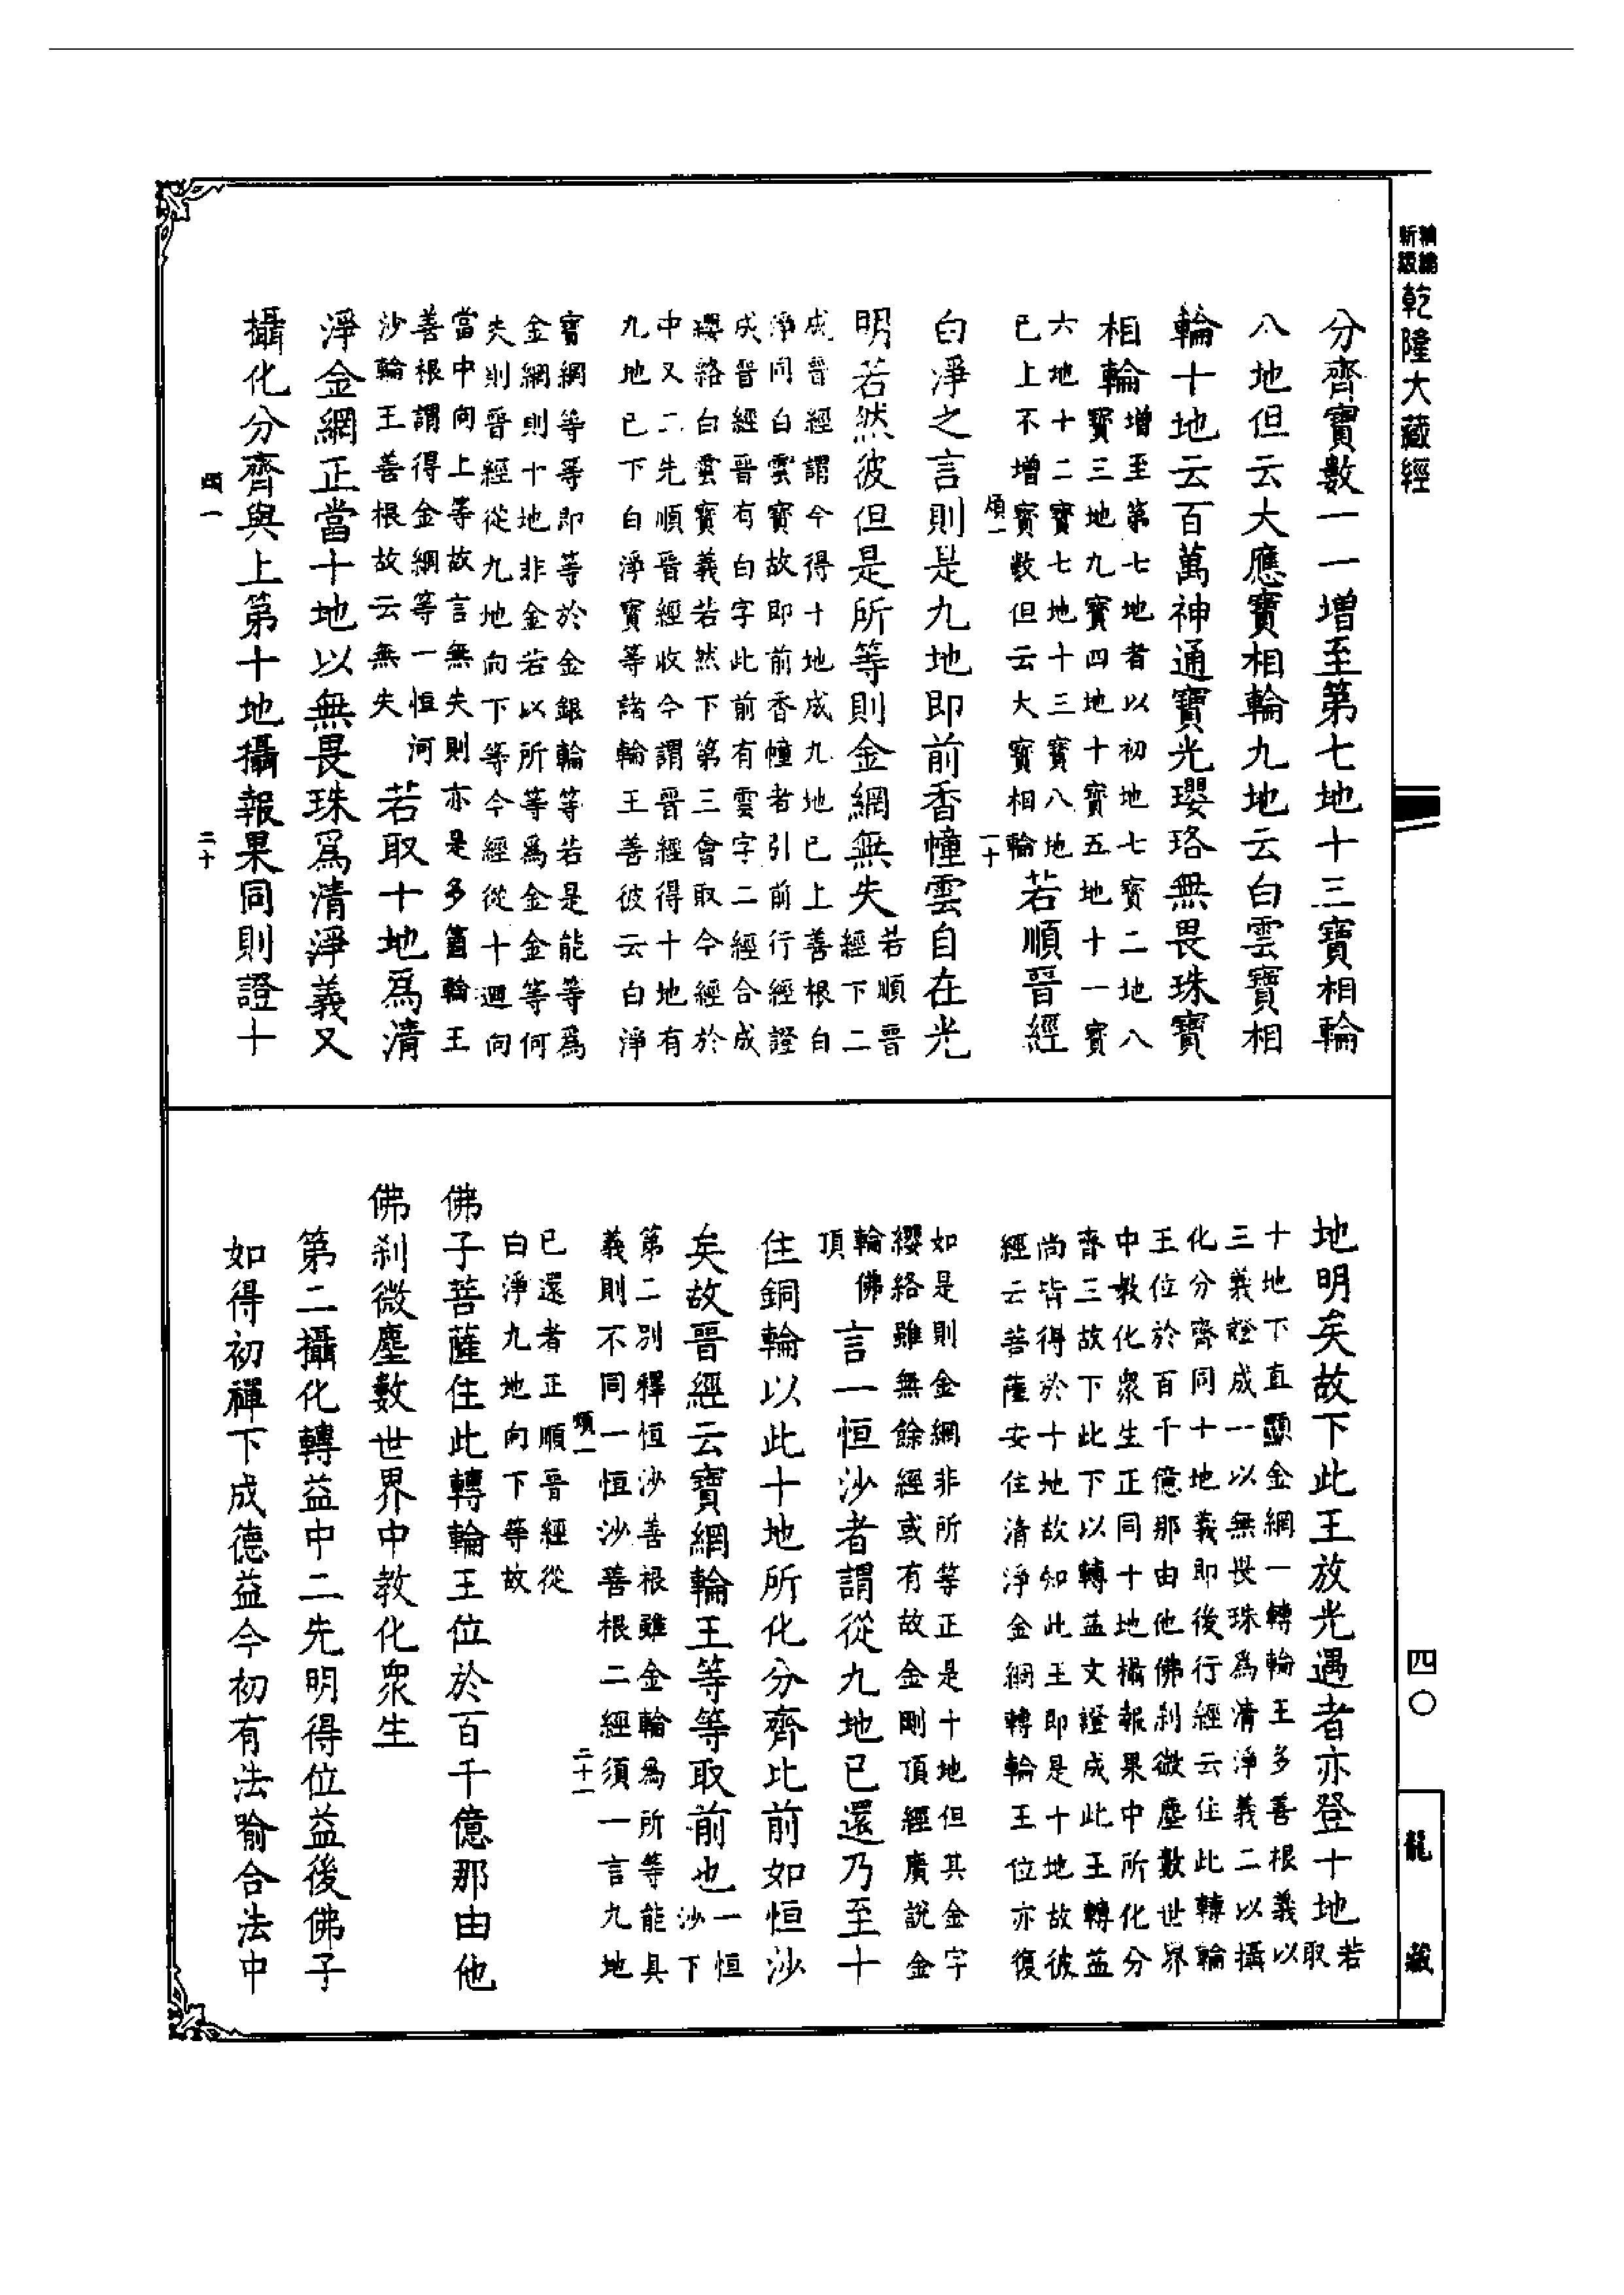 新編縮級
乾隆大藏經
四〇
龍藏
分齊寶數一一增至第七地十三寶相輪
八地但云大應寶相輪九地云白雲寶相
輪十地云百萬神通寶光瓔珞無畏珠寶
相輪增至第七地者以初地七寶二地八
寶三地九寶四地十寶五地十一寶
六地十二寶七地十三寶八地
已上不增寶數但云大寶相輪若順晉經
煩一
一十
白淨之言則是九地即前香幢雲自在光
明若然彼但是所等則金網無失若順晉
經下二
成晉經謂今得十地成九地已上善根白
淨同白雲寶故即前香幢者引前行經證
成晉經晉有白字此前有雲字二經合成
纓絡白雲寶義若然下第三會取今經於
中又二先順晉經收今謂晉經得十地有
九地已下白淨寶等諸輪王善彼云白淨
寶網等等即等於金銀輪等若是能等為
金網則十地非金若以所等為金金等何
失則晉經從九地向下等今經從十迴向
當中向上等故言無失則亦是多箇輪王
善根謂得金網等一恒河
沙輪王善根故云無失
若取十地為清
淨金網正當十地以無畏珠為清淨義又
攝化分齊與上第十地攝報果同則證十
煩一
二十
地明矣故下此王放光遇者亦登十地若
取
十地下直顯金網一轉輪王多善根義以
三義證成一以無畏珠為清淨義二以攝
化分齊同十地義即後行經云住此轉輪
王位於百千億那由他佛刹微塵數世界
中教化衆生正同十地攝報果中所化分
齊三故下此下以轉益文證成此王轉益
尚皆得於十地故知此王即是十地故彼
經云菩薩安住清淨金網轉輪王位亦復
如是則金網非所等正是十地但其金字
纓絡雖無餘經或有故金剛頂經廣說金
輪佛
頂
言一恒沙者謂從九地已還乃至十
住銅輪以此十地所化分齊比前如恒沙
矣故晉經云寶網輪王等等取前也一恒
沙下
第二別釋恒沙善根雖金輪為所等能具
義則不同一恒沙善根二經須一言九地
煩一
二十一
已還者正順晉經從
白淨九地向下等故
佛子菩薩住此轉輪王位於百千億那由他
佛刹微塵數世界中教化衆生
第二攝化轉益中二先明得位益後佛子
如得初禪下成德益今初有法喻合法中